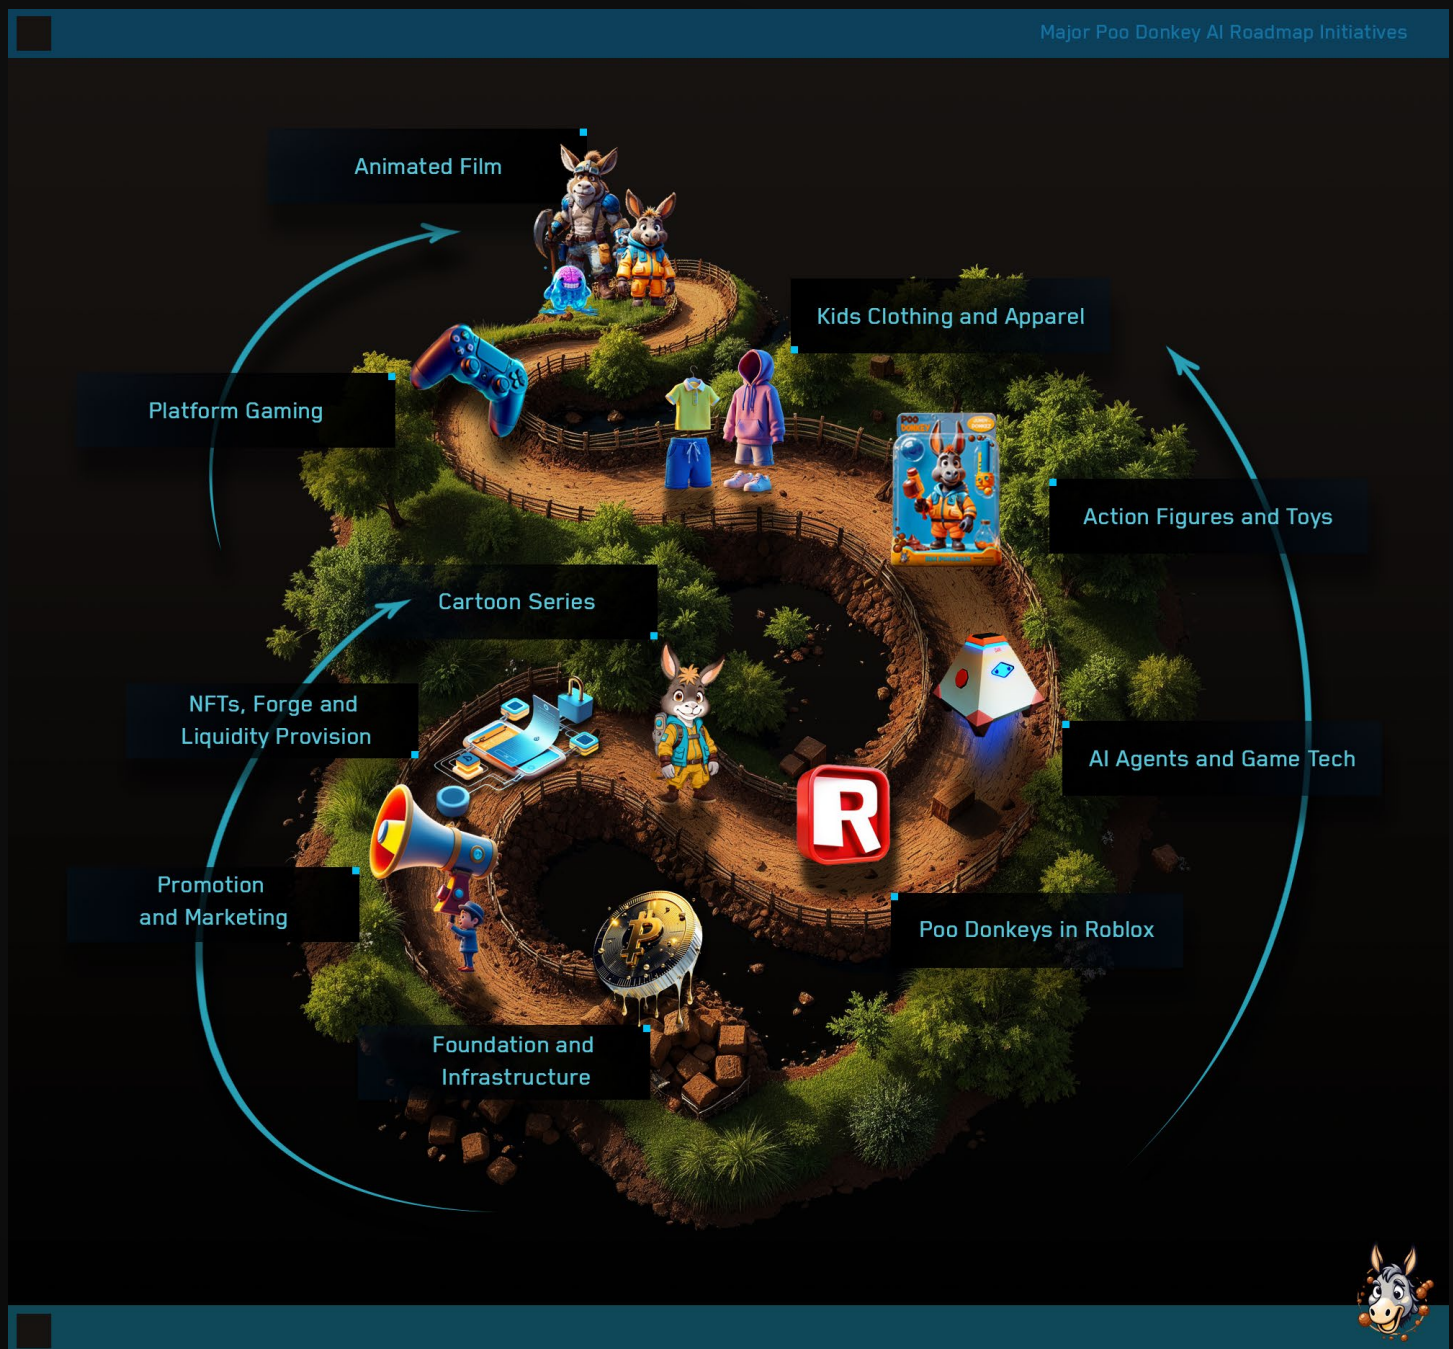 Major Poo Donkey AI Roadmap Initiatives
Animated Film
Kids Clothing and Apparel
Platform Gaming
POO
DONKEY
Action Figures and Toys
Cartoon Series
NFTs, Forge and
Liquidity Provision
AI Agents and Game Tech
R
Promotion
and Marketing
Poo Donkeys in Roblox
Foundation and
Infrastructure